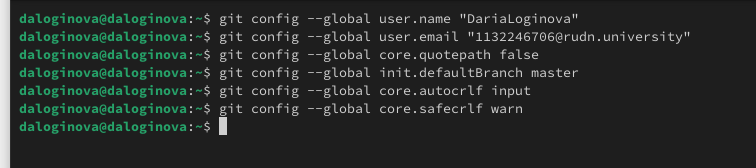 daloginova@daloginova:~$ git config --global user.name "DariaLoginova"
daloginova@daloginova:~$ git config --global user.email "1132246706@rudn.university"
daloginova@daloginova:~$ git config --global core.quotepath false
daloginova@daloginova:~$ git config --global init.defaultBranch master
daloginova@daloginova:~$ git config --global core.autocrlf input
daloginova@daloginova:~$ git config --global core.safecrlf warn
daloginova@daloginova:~$